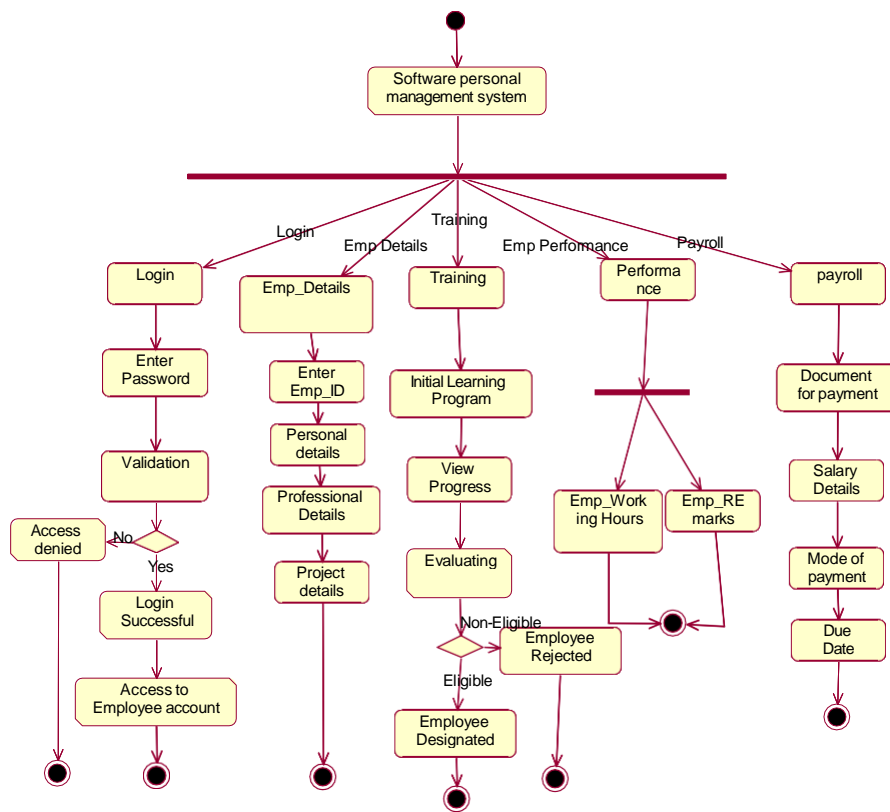 Software personal
management system
Login
Emp Details
Training
Emp Performance
Payroll
Login
Emp_Details
Training
Performa
nce
payroll
Enter
Password
Enter
Emp_ID
Initial Learning
Program
Document
for payment
Validation
Personal
details
View
Progress
Salary
Details
Professional
Details
Emp_Work
ing Hours
Emp_RE
marks
Access
denied
No
Yes
Evaluating
Mode of
payment
Project
details
Login
Successful
Non-Eligible
Employee
Rejected
Due
Date
Eligible
Access to
Employee account
Employee
Designated